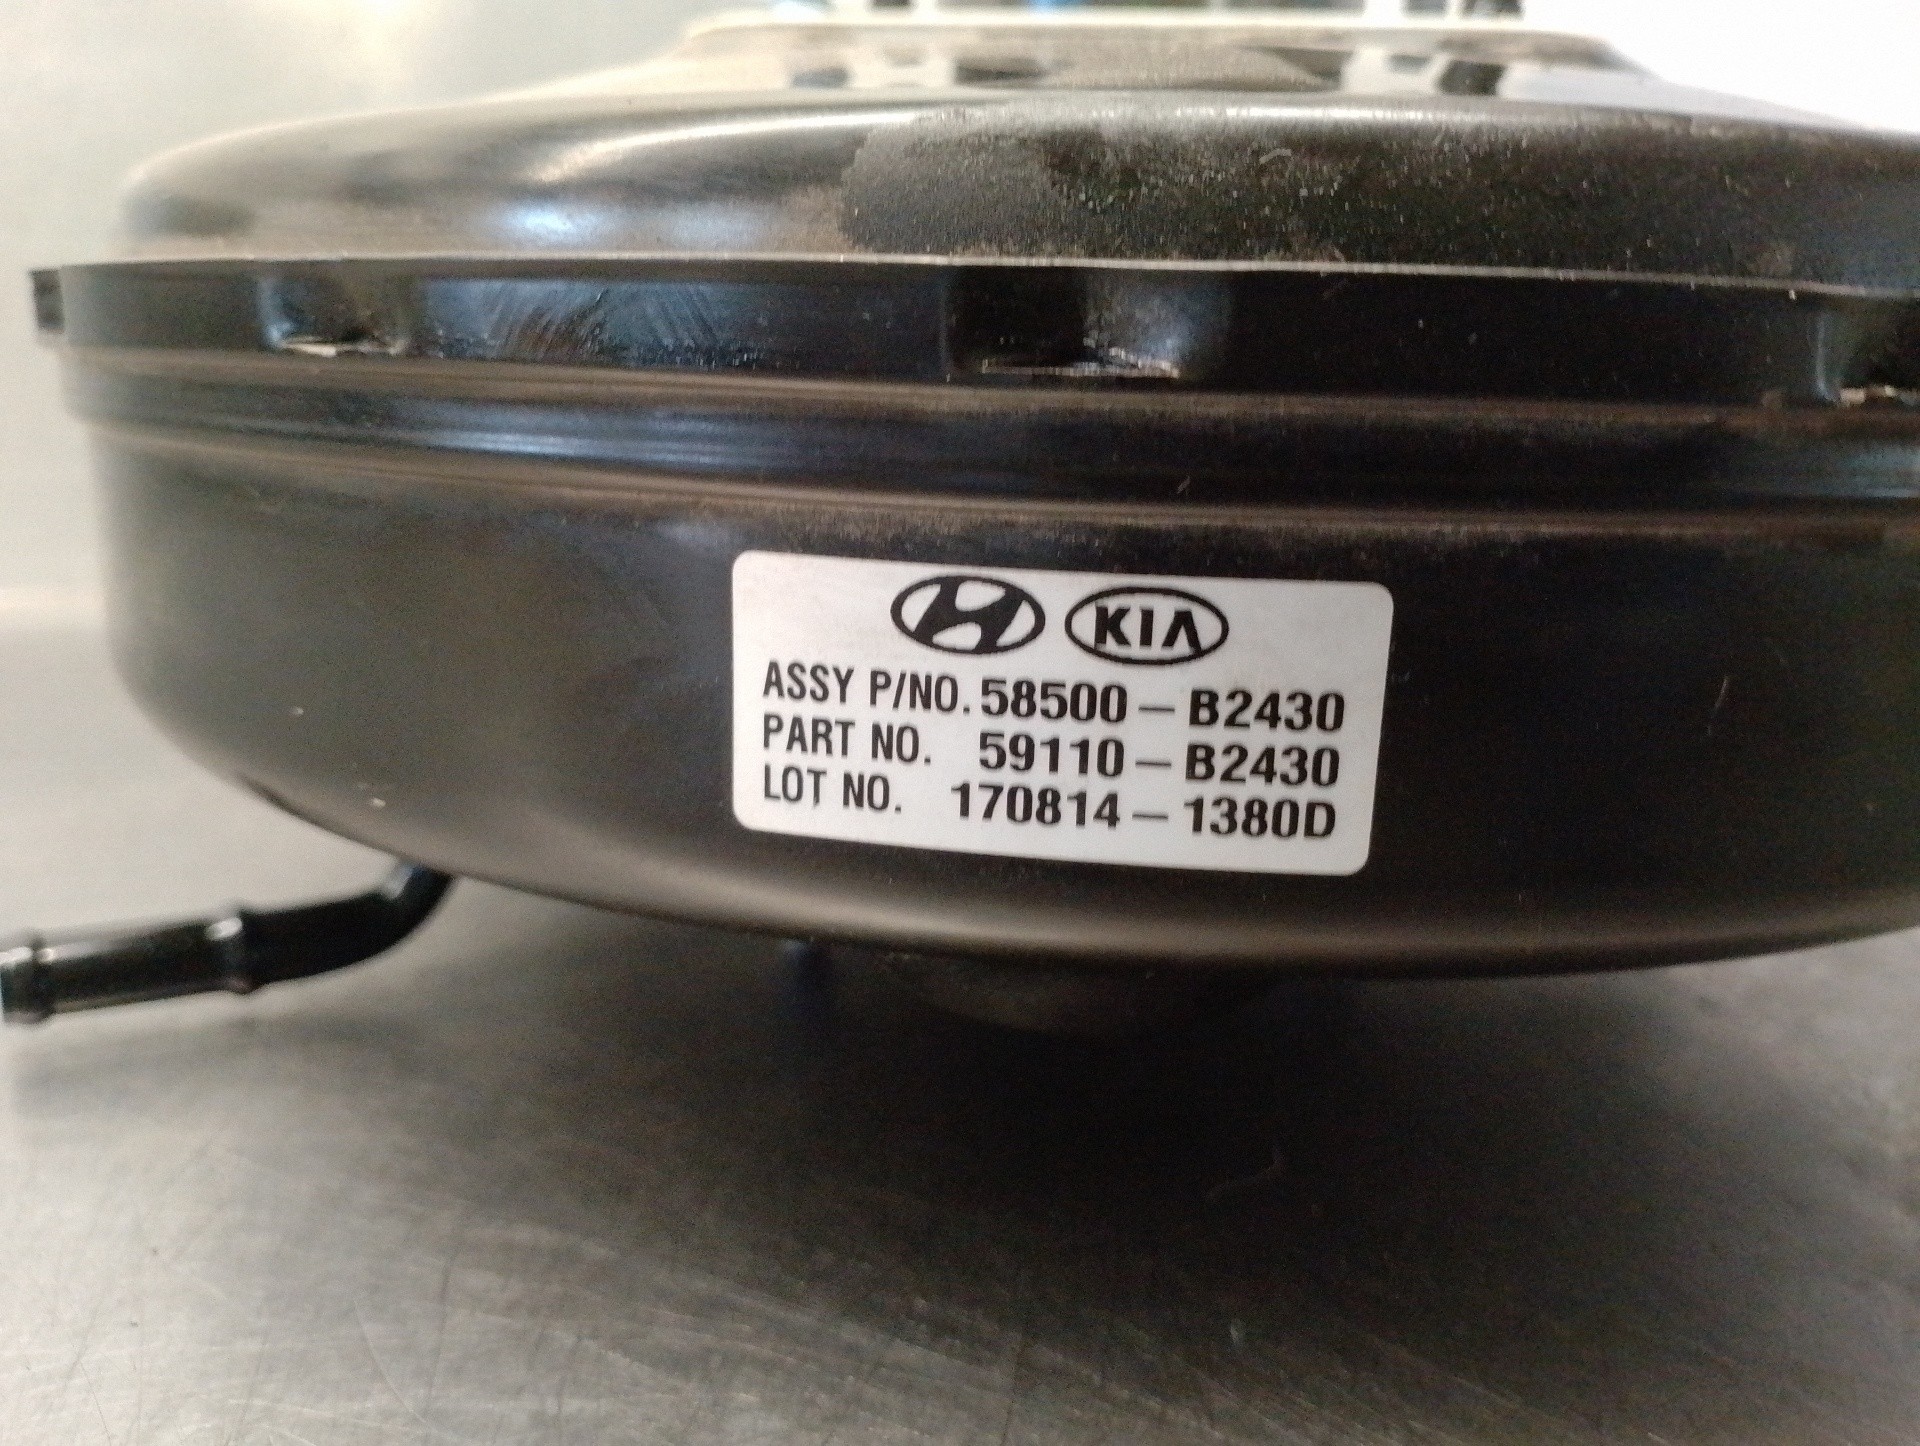 KIA
ASSY P/NO. 58500-B2430
PART NO. 59110-B2430
LOT NO. 170814-1380D